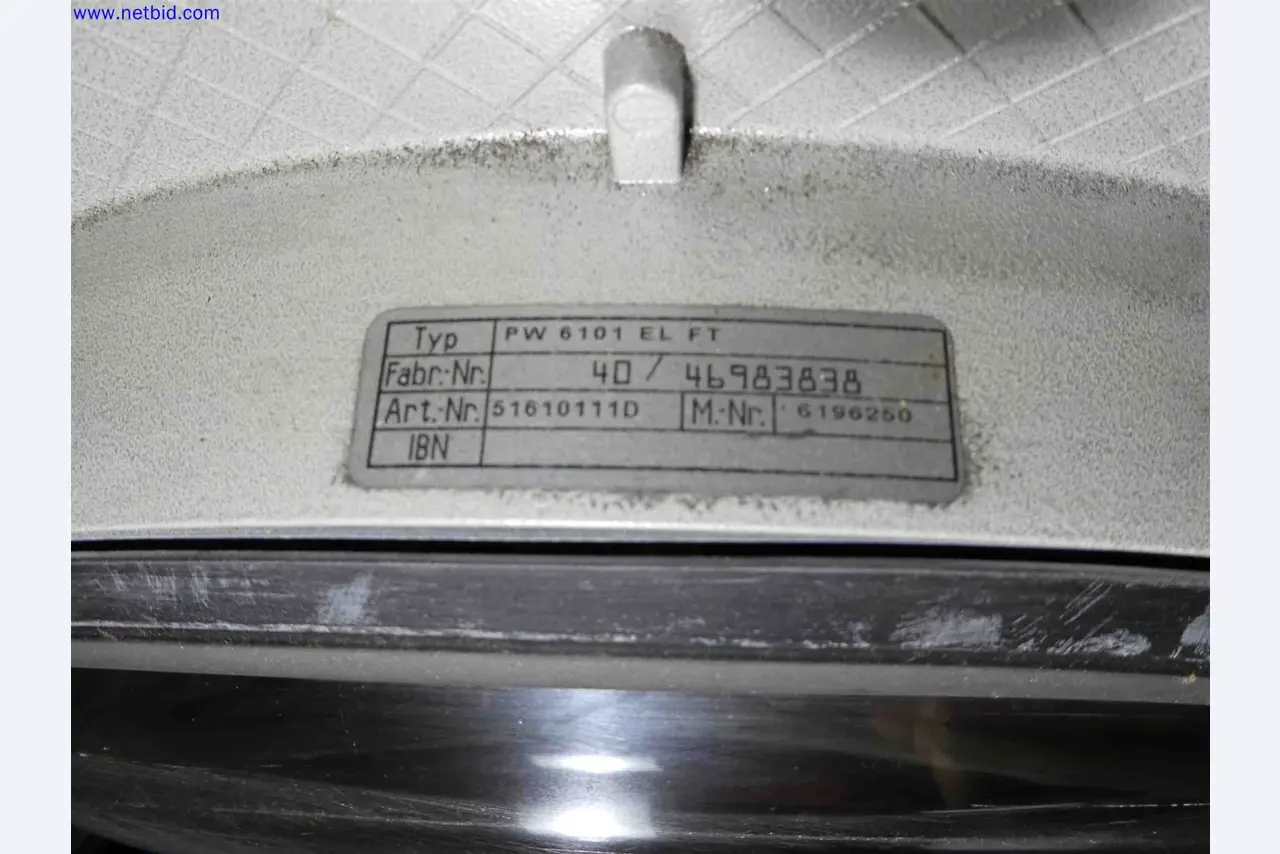 www.netbid.com
Typ PW 6101 EL FT
Fabr.-Nr. 40 / 46983838
Art.-Nr. 51610111D M.-Nr. 6196250
IBN